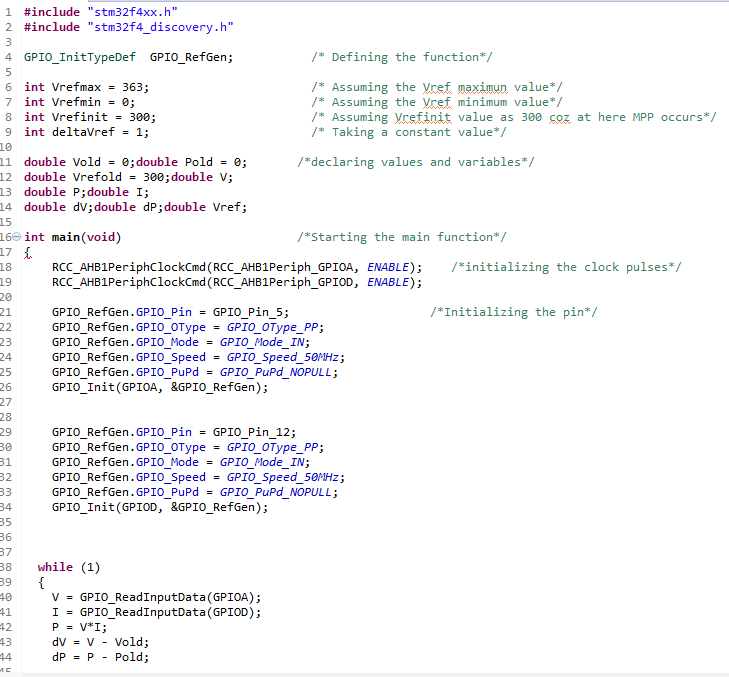 1 #include "stm32f4xx.h"
2 #include "stm32f4_discovery.h"
3
4 GPIO_InitTypeDef  GPIO_RefGen;           /* Defining the function*/
5
6 int Vrefmax = 363;                       /* Assuming the Vref maximun value*/
7 int Vrefmin = 0;                         /* Assuming the Vref minimum value*/
8 int Vrefinit = 300;                      /* Assuming Vrefinit value as 300 coz at here MPP occurs*/
9 int deltaVref = 1;                       /* Taking a constant value*/
10
11 double Vold = 0;double Pold = 0;       /*declaring values and variables*/
12 double Vrefold = 300;double V;
13 double P;double I;
14 double dV;double dP;double Vref;
15
16 int main(void)                         /*Starting the main function*/
17 {
18     RCC_AHB1PeriphClockCmd(RCC_AHB1Periph_GPIOA, ENABLE);    /*initializing the clock pulses*/
19     RCC_AHB1PeriphClockCmd(RCC_AHB1Periph_GPIOD, ENABLE);
20
21     GPIO_RefGen.GPIO_Pin = GPIO_Pin_5;                    /*Initializing the pin*/
22     GPIO_RefGen.GPIO_OType = GPIO_OType_PP;
23     GPIO_RefGen.GPIO_Mode = GPIO_Mode_IN;
24     GPIO_RefGen.GPIO_Speed = GPIO_Speed_50MHz;
25     GPIO_RefGen.GPIO_PuPd = GPIO_PuPd_NOPULL;
26     GPIO_Init(GPIOA, &GPIO_RefGen);
27
28
29     GPIO_RefGen.GPIO_Pin = GPIO_Pin_12;
30     GPIO_RefGen.GPIO_OType = GPIO_OType_PP;
31     GPIO_RefGen.GPIO_Mode = GPIO_Mode_IN;
32     GPIO_RefGen.GPIO_Speed = GPIO_Speed_50MHz;
33     GPIO_RefGen.GPIO_PuPd = GPIO_PuPd_NOPULL;
34     GPIO_Init(GPIOD, &GPIO_RefGen);
35
36
37
38   while (1)
39   {
40     V = GPIO_ReadInputData(GPIOA);
41     I = GPIO_ReadInputData(GPIOD);
42     P = V*I;
43     dV = V - Vold;
44     dP = P - Pold;